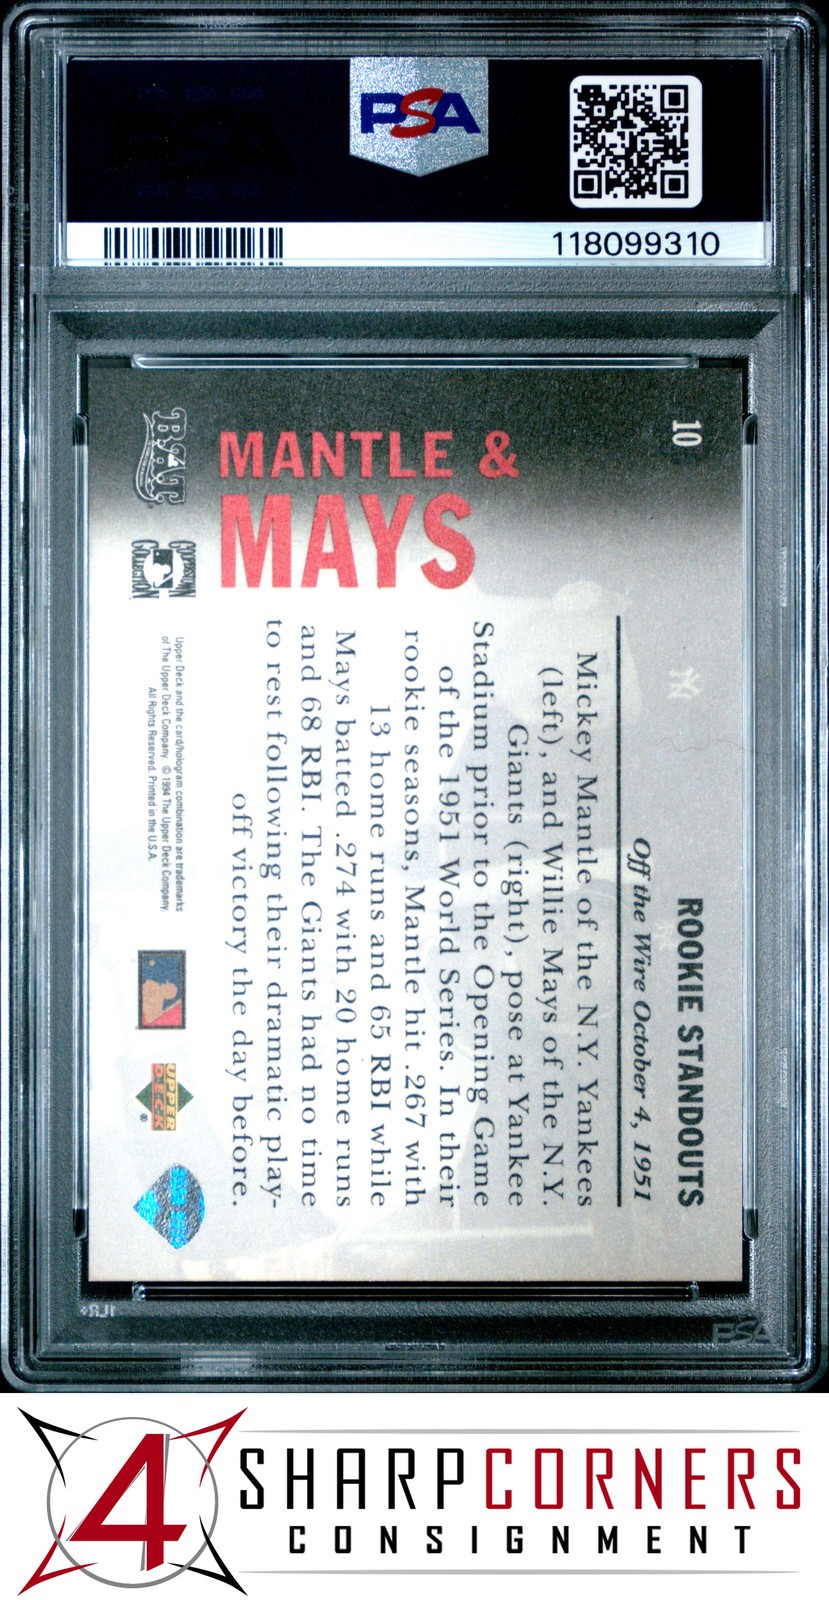 PSA
118099310
10
ROOKIE STANDOUTS
Off the Wire October 4, 1951
Mickey Mantle of the N.Y. Yankees
(left), and Willie Mays of the N.Y.
Giants (right), pose at Yankee
Stadium prior to the Opening Game
of the 1951 World Series. In their
rookie seasons, Mantle hit .267 with
13 home runs and 65 RBI while
Mays batted .274 with 20 home runs
and 68 RBI. The Giants had no time
to rest following their dramatic play-
off victory the day before.
MANTLE &
MAYS
B.A.T.
COOPERSTOWN
COLLECTION
Upper Deck and the card/hologram combination are trademarks
of The Upper Deck Company. © 1994 The Upper Deck Company.
All Rights Reserved. Printed in the U.S.A.
UPPER
DECK
®
PSA
4
SHARPCORNERS
CONSIGNMENT